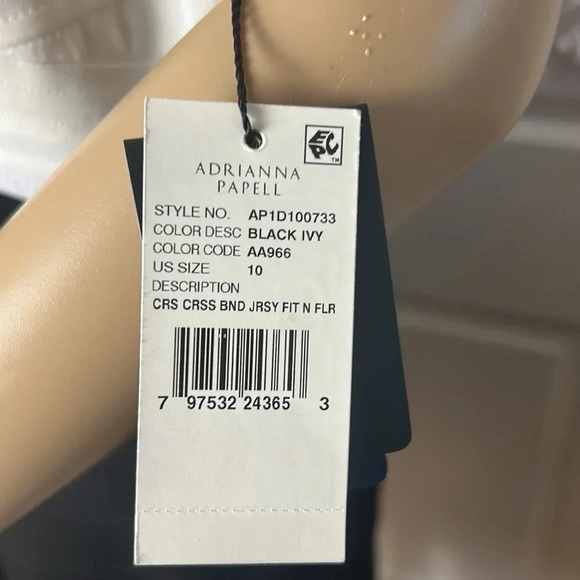 EPC
TM
ADRIANNA
PAPELL
STYLE NO. AP1D100733
COLOR DESC BLACK IVY
COLOR CODE AA966
US SIZE 10
DESCRIPTION
CRS CRSS BND JRSY FIT N FLR
7 97532 24365 3